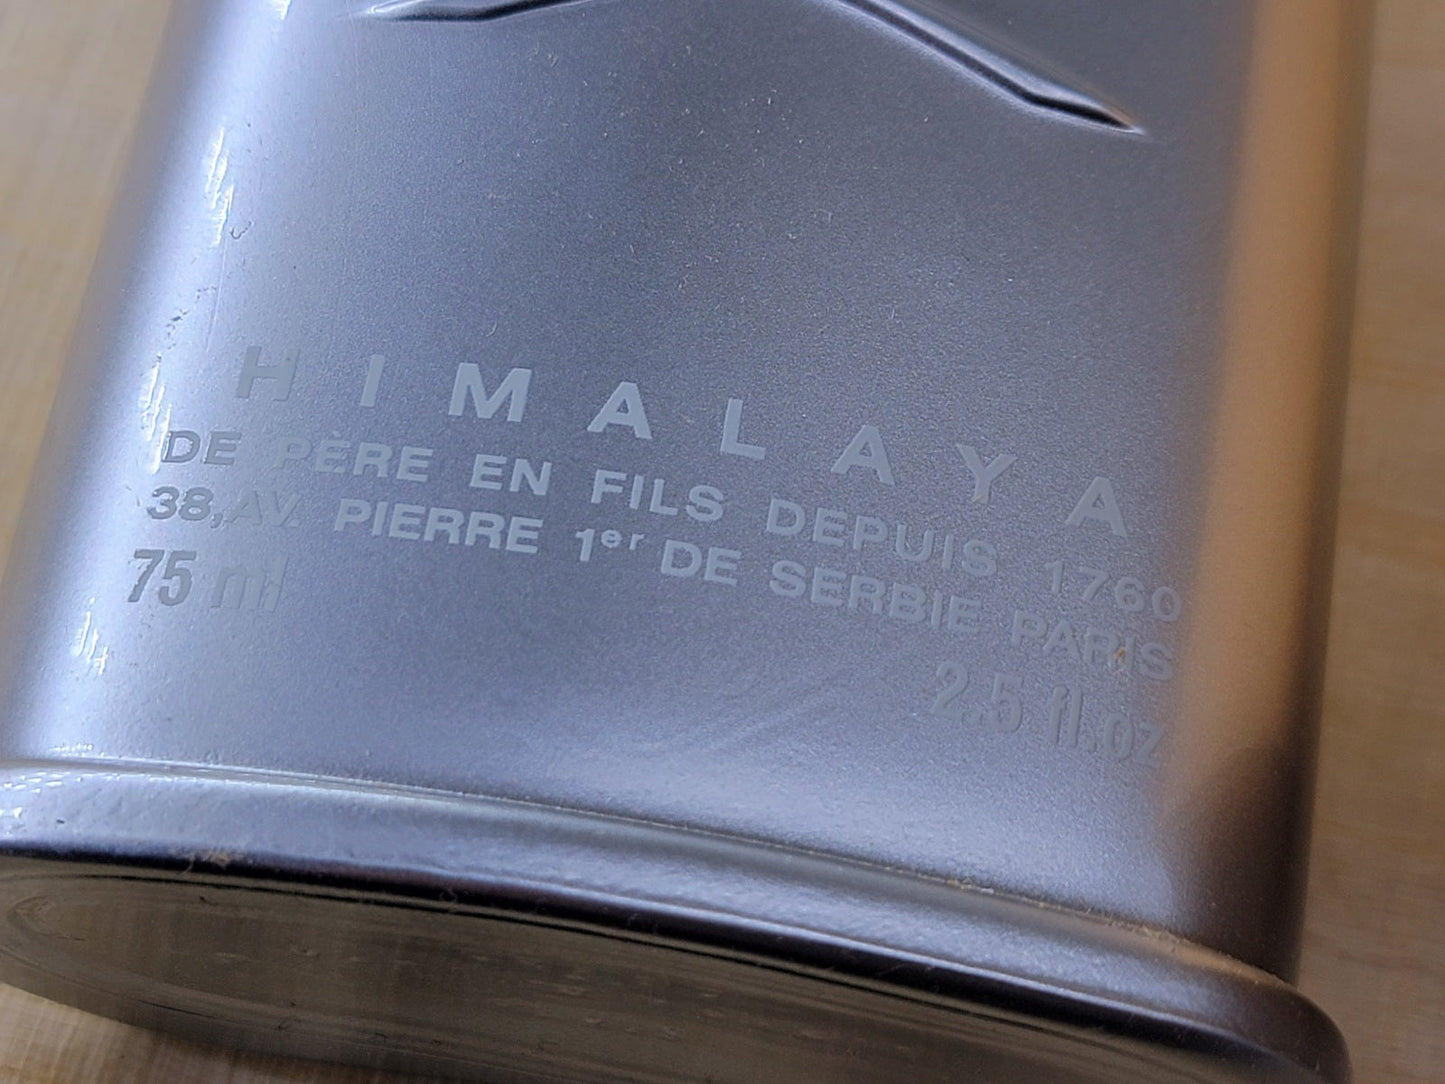 HIMALAYA
DE PÈRE EN FILS DEPUIS 1760
38, AV. PIERRE 1er DE SERBIE PARIS
75 ml
2.5 fl.oz